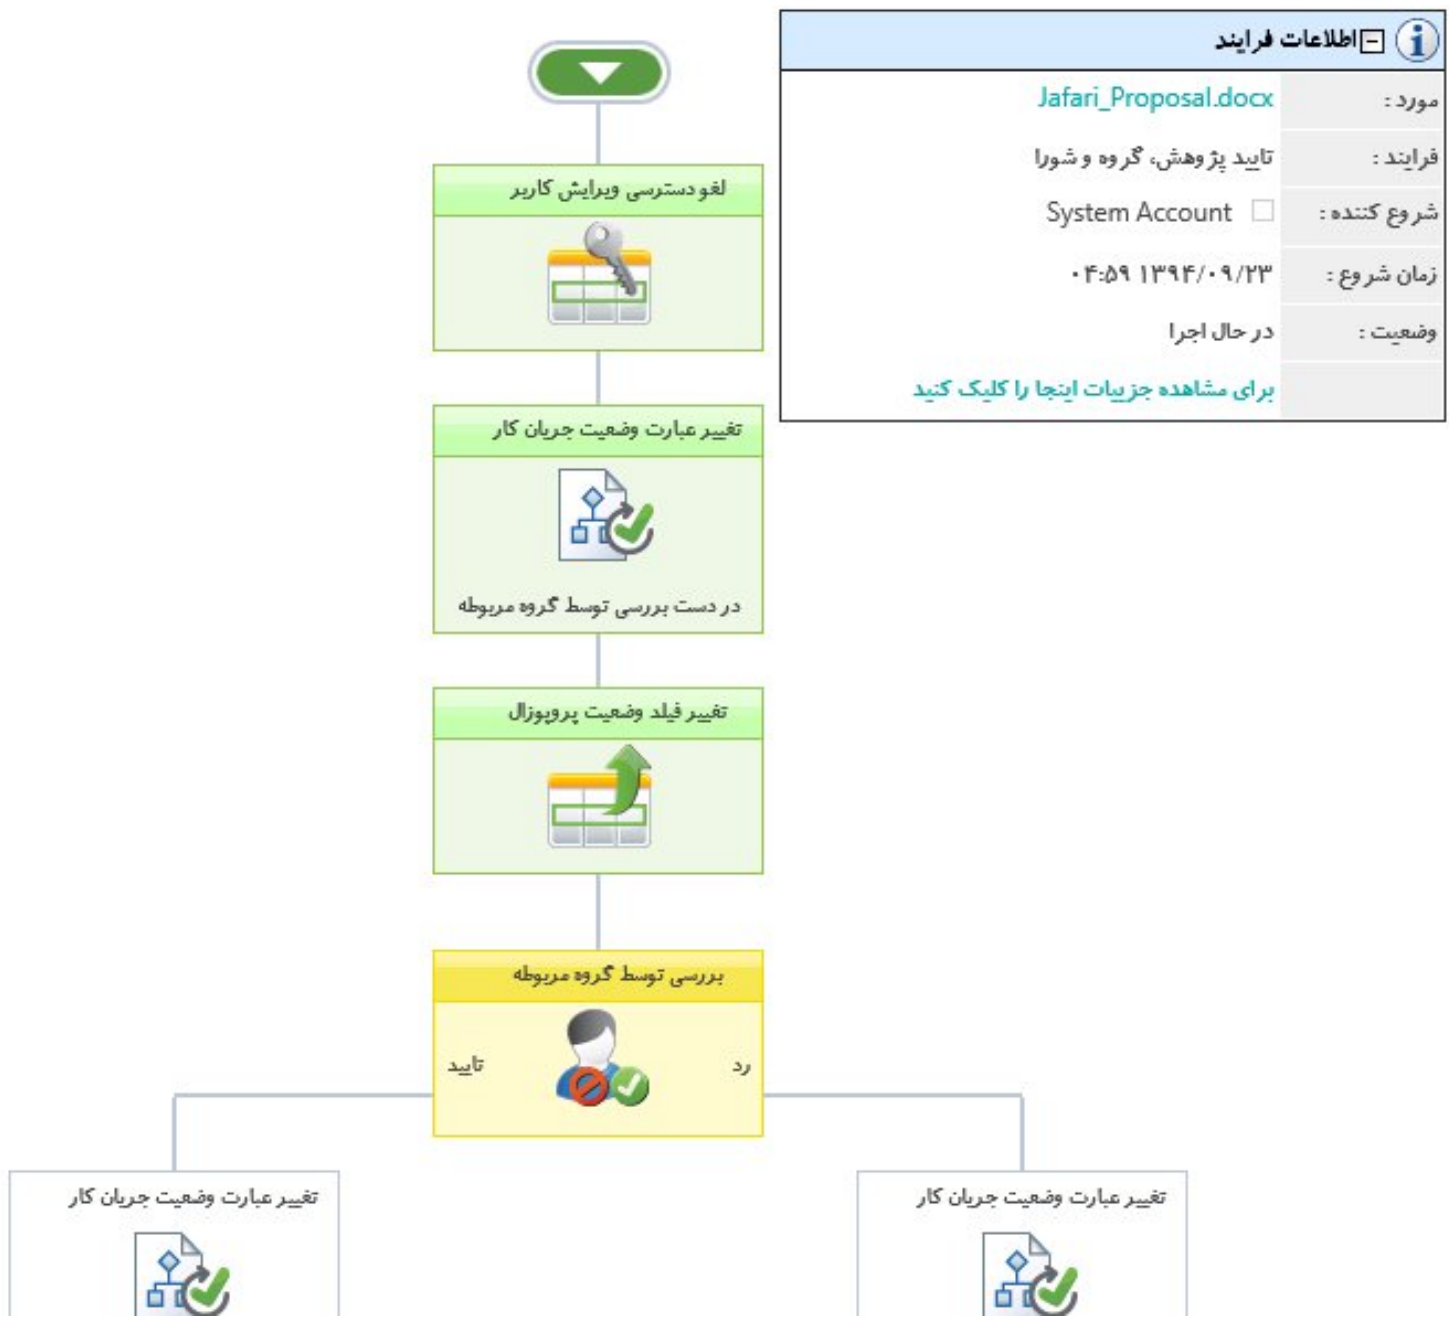 اطلاعات فرایند
مورد : Jafari_Proposal.docx
فرایند : تایید پژوهش، گروه و شورا
شروع کننده : System Account
زمان شروع : ۱۳۹۴/۰۹/۲۳ ۰۴:۵۹
وضعیت : در حال اجرا
برای مشاهده جزییات اینجا را کلیک کنید
لغو دسترسی ویرایش کاربر
تغییر عبارت وضعیت جریان کار
در دست بررسی توسط گروه مربوطه
تغییر فیلد وضعیت پروپوزال
بررسی توسط گروه مربوطه
رد
تایید
تغییر عبارت وضعیت جریان کار
تغییر عبارت وضعیت جریان کار